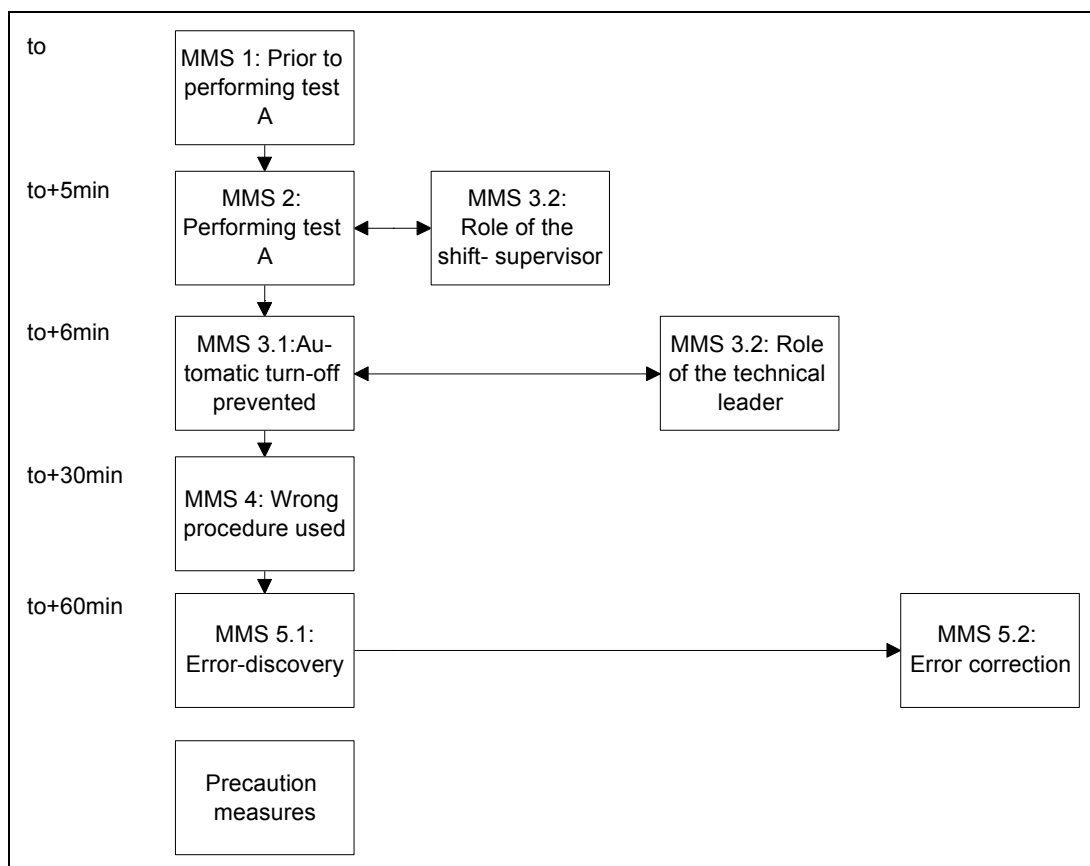 to
MMS 1: Prior to
performing test
A
to+5min
MMS 2:
Performing test
A
MMS 3.2:
Role of the
shift- supervisor
to+6min
MMS 3.1:Au-
tomatic turn-off
prevented
MMS 3.2: Role
of the technical
leader
to+30min
MMS 4: Wrong
procedure used
to+60min
MMS 5.1:
Error-discovery
MMS 5.2:
Error correction
Precaution
measures